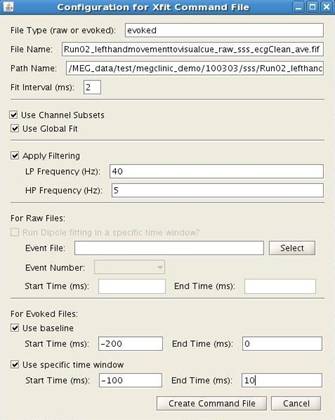 Configuration for Xfit Command File
File Type (raw or evoked): evoked
File Name: Run02_lefthandmovementtovisualcue_raw_sss_ecgClean_ave.fif
Path Name: /MEG_data/test/megclinic_demo/100303/sss/Run02_lefthanc
Fit Interval (ms): 2
Use Channel Subsets
Use Global Fit
Apply Filtering
LP Frequency (Hz): 40
HP Frequency (Hz): 5
For Raw Files:
Run Dipole fitting in a specific time window?
Event File: Select
Event Number:
Start Time (ms): End Time (ms):
For Evoked Files:
Use baseline
Start Time (ms): -200 End Time (ms): 0
Use specific time window
Start Time (ms): -100 End Time (ms): 10
Create Command File Cancel